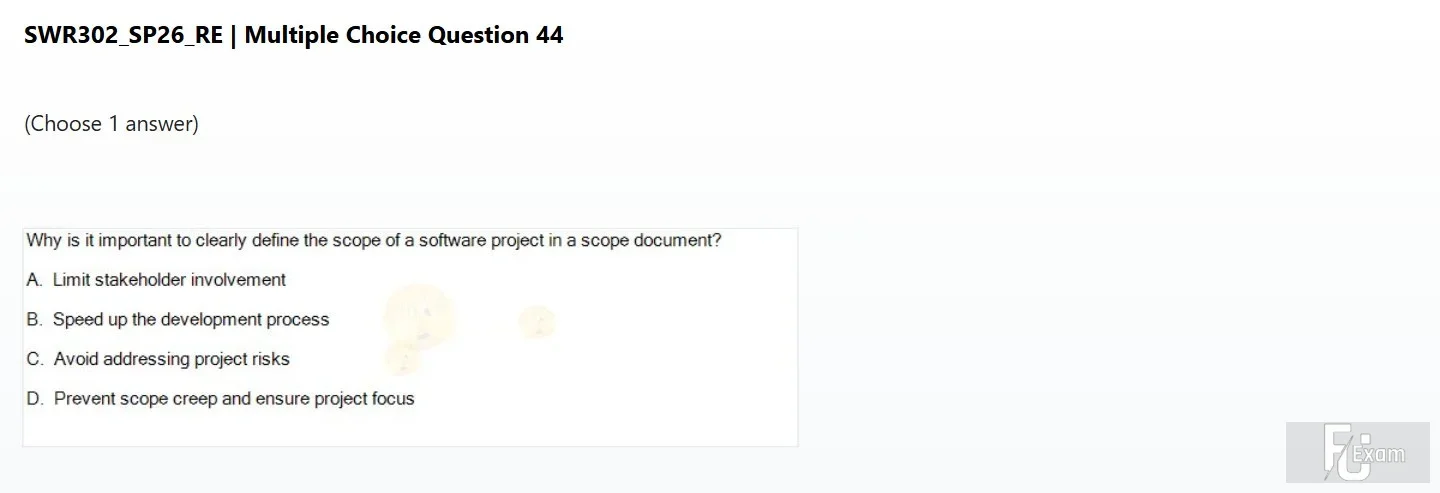 SWR302_SP26_RE | Multiple Choice Question 44
(Choose 1 answer)
Why is it important to clearly define the scope of a software project in a scope document?
A. Limit stakeholder involvement
B. Speed up the development process
C. Avoid addressing project risks
D. Prevent scope creep and ensure project focus
FU Exam